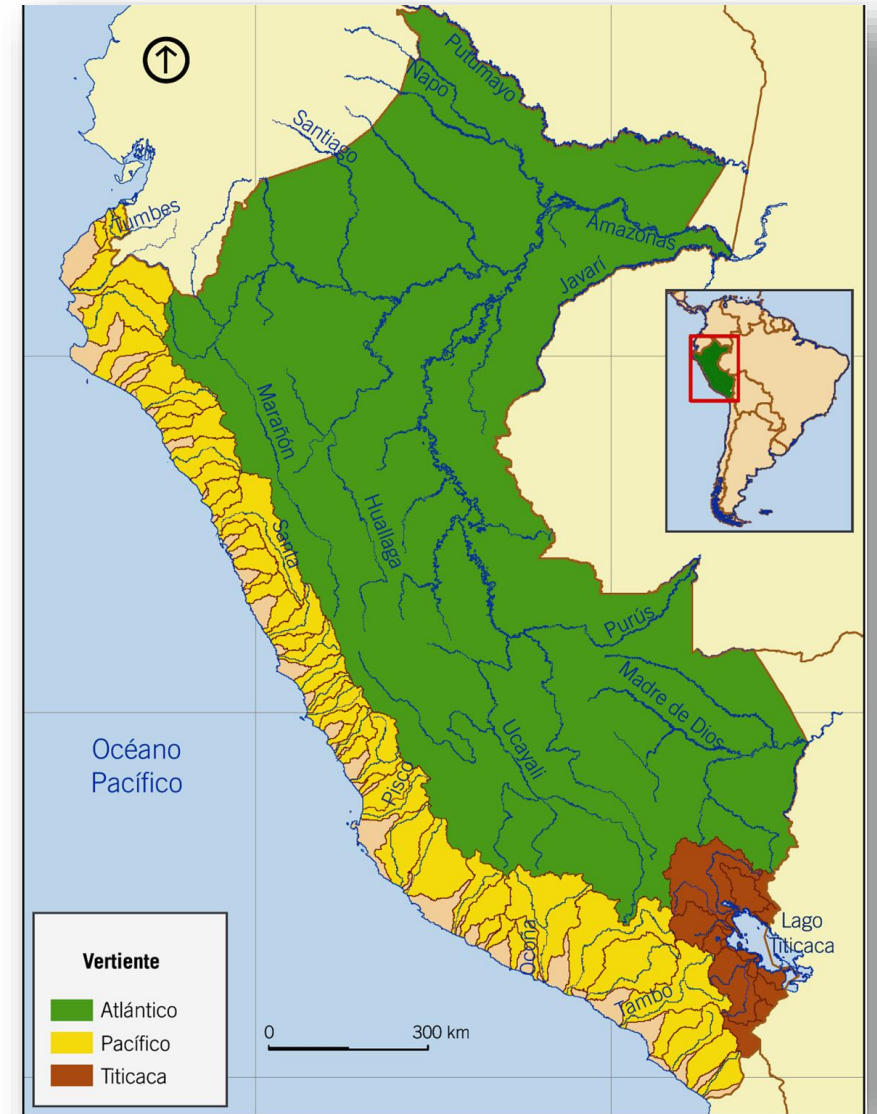 Putumayo
Napo
Santiago
Tumbes
Amazonas
Javarí
Marañón
Huallaga
Santa
Purús
Madre de Dios
Ucayali
Océano
Pacífico
Pisco
Ocoña
Tambo
Lago
Titicaca
Vertiente
Atlántico
Pacífico
Titicaca
0 300 km